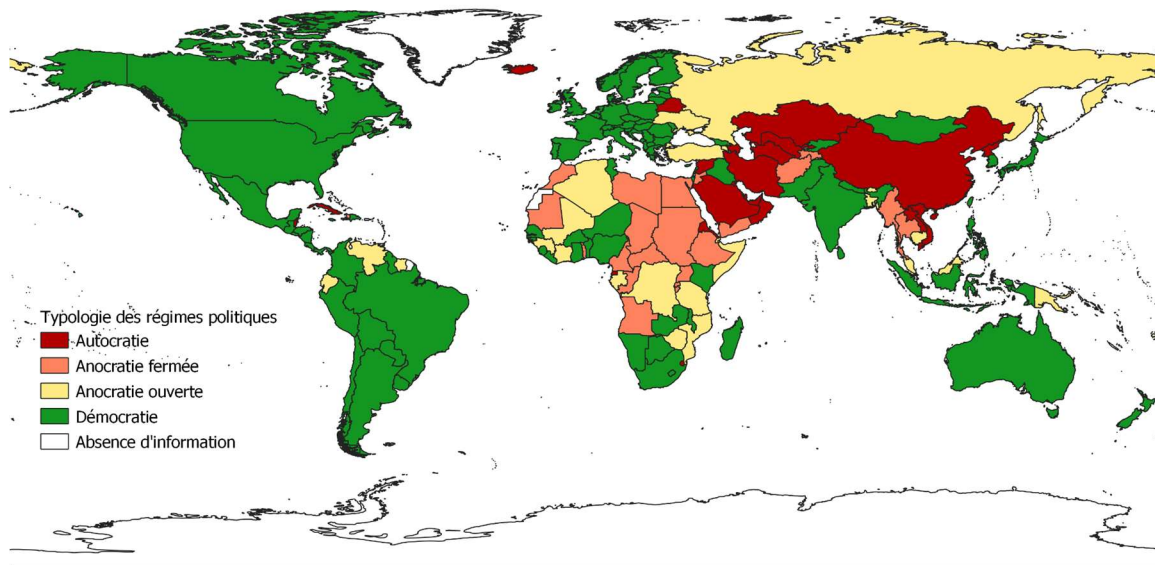 Typologie des régimes politiques
Autocratie
Anocratie fermée
Anocratie ouverte
Démocratie
Absence d'information